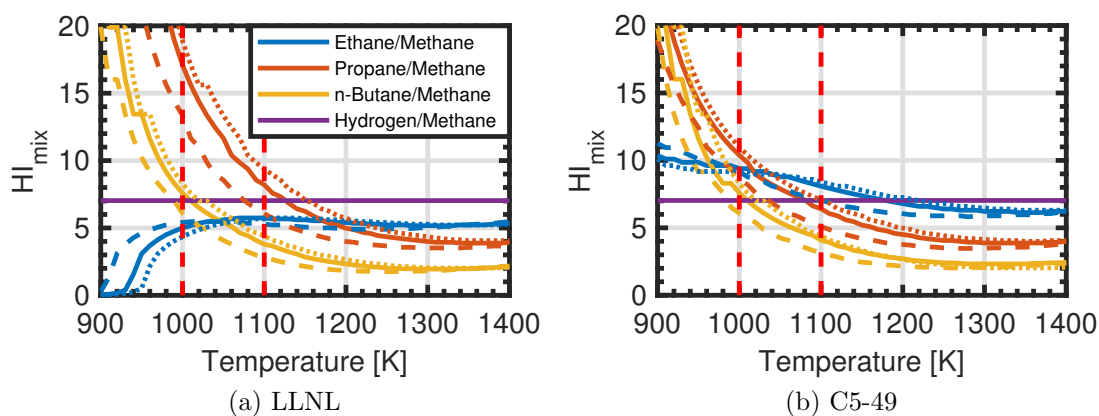 20
15
10
5
0
HI_mix
900 1000 1100 1200 1300 1400
Temperature [K]
Ethane/Methane
Propane/Methane
n-Butane/Methane
Hydrogen/Methane
(a) LLNL
20
15
10
5
0
HI_mix
900 1000 1100 1200 1300 1400
Temperature [K]
(b) C5-49